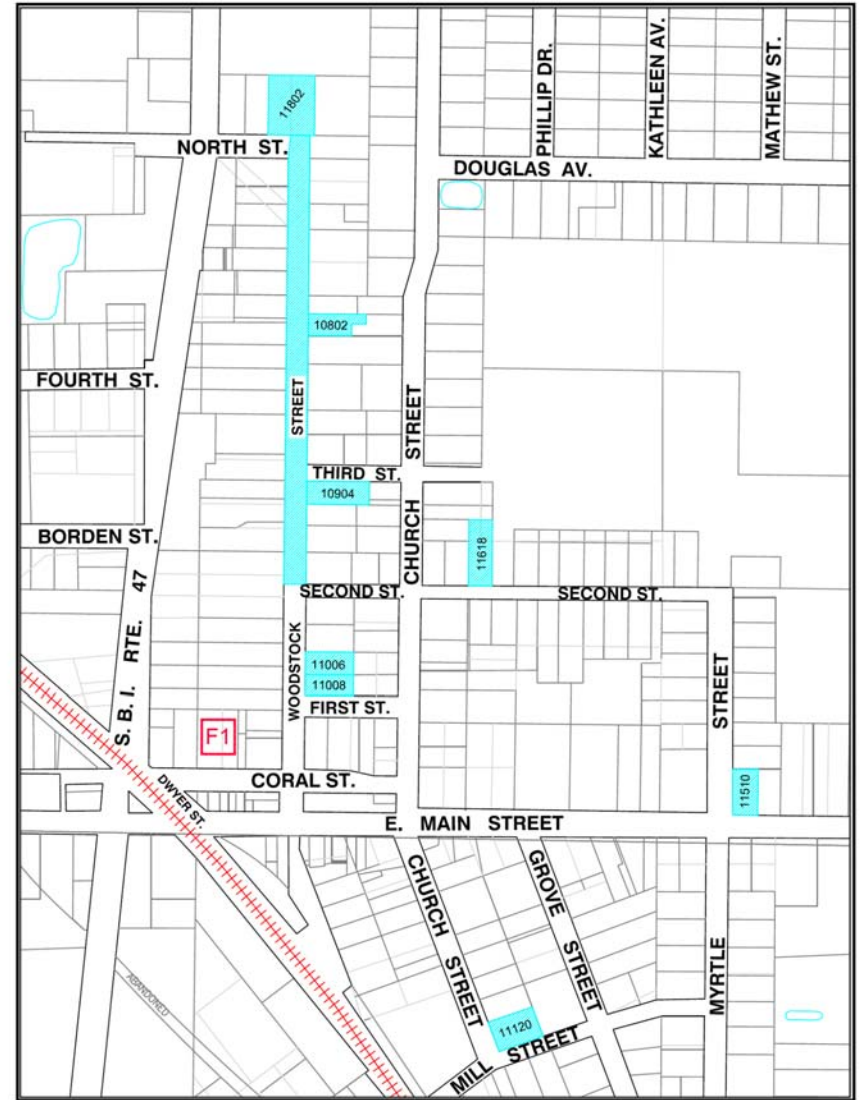 PHILLIP DR.
KATHLEEN AV.
MATHEW ST.
11802
NORTH ST.
DOUGLAS AV.
10802
FOURTH ST.
STREET
STREET
THIRD ST.
10904
CHURCH
BORDEN ST.
11618
S. B. I. RTE. 47
SECOND ST.
SECOND ST.
WOODSTOCK
11006
11008
STREET
FIRST ST.
F1
CORAL ST.
11510
DWYER ST.
E. MAIN STREET
CHURCH STREET
GROVE STREET
MYRTLE
ABANDONED
11120
MILL STREET